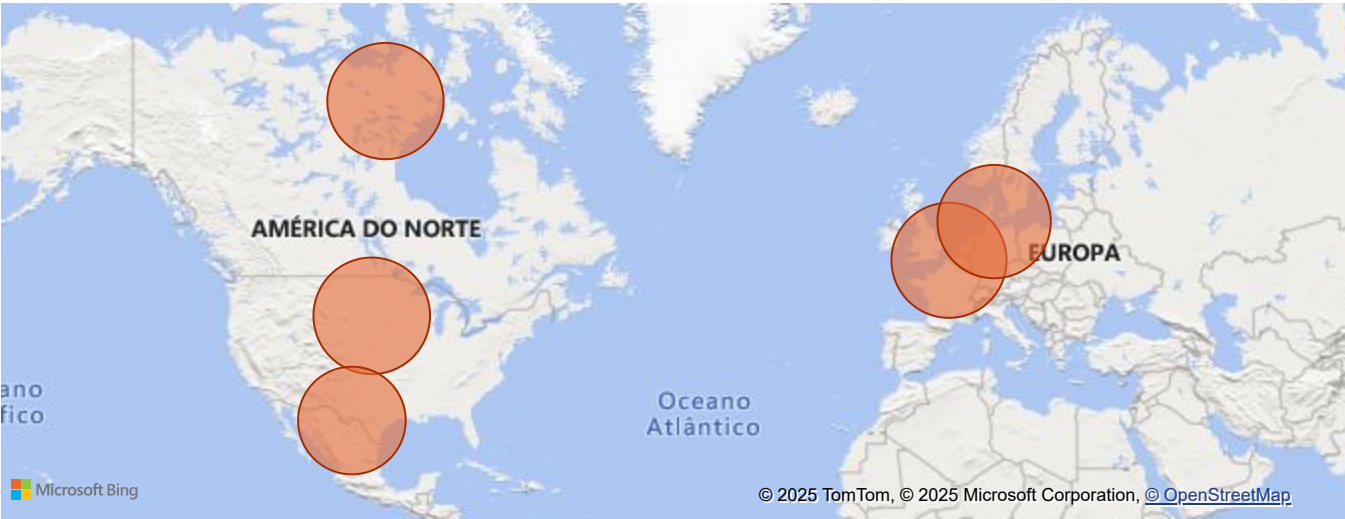 AMÉRICA DO NORTE
EUROPA
ano
fico
Oceano
Atlântico
Microsoft Bing
© 2025 TomTom, © 2025 Microsoft Corporation, © OpenStreetMap